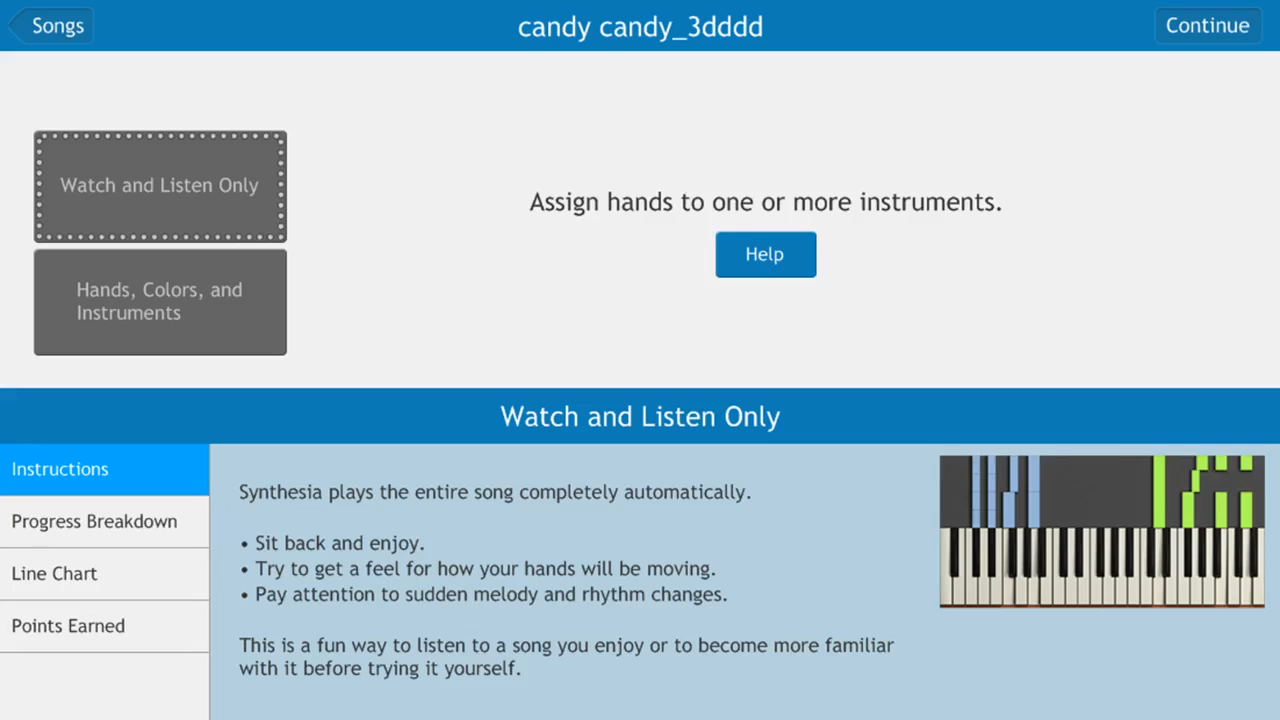 Songs
candy candy_3dddd
Continue
Watch and Listen Only
Assign hands to one or more instruments.
Help
Hands, Colors, and
Instruments
Watch and Listen Only
Instructions
Progress Breakdown
Line Chart
Points Earned
Synthesia plays the entire song completely automatically.
• Sit back and enjoy.
• Try to get a feel for how your hands will be moving.
• Pay attention to sudden melody and rhythm changes.
This is a fun way to listen to a song you enjoy or to become more familiar
with it before trying it yourself.